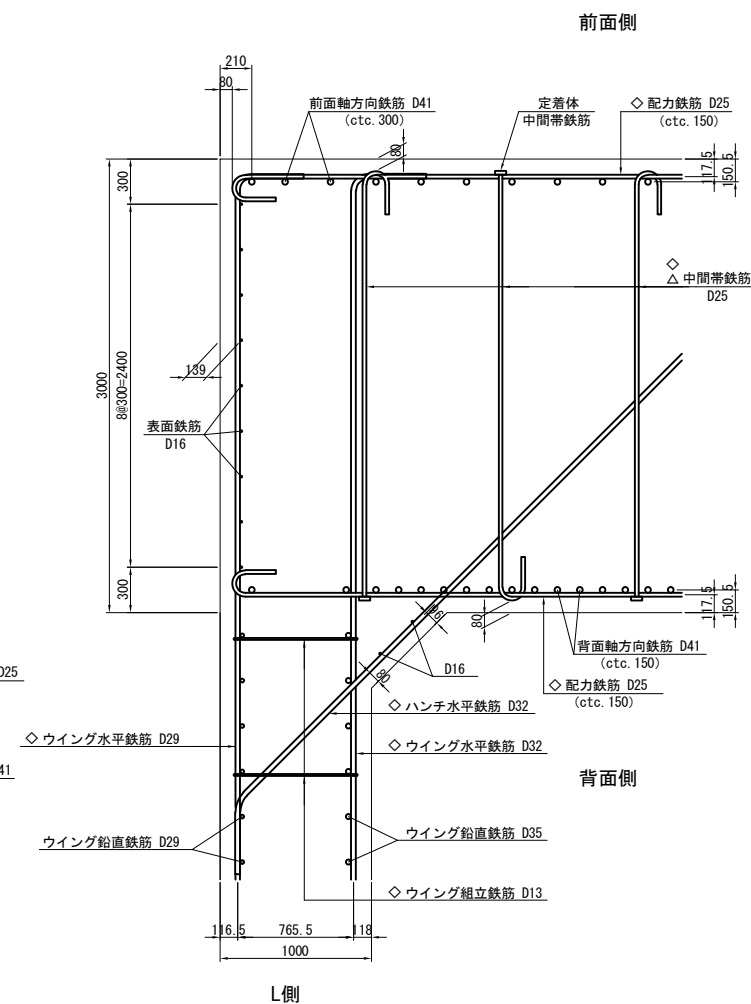 前面側
210
80
前面軸方向鉄筋 D41
(ctc.300)
定着体
中間帯鉄筋
◇ 配力鉄筋 D25
(ctc.150)
80
117.5
150.5
300
◇
△ 中間帯鉄筋
D25
3000
8@300=2400
139
表面鉄筋
D16
300
96
80
117.5
150.5
80
D16
背面軸方向鉄筋 D41
(ctc.150)
◇ 配力鉄筋 D25
(ctc.150)
D25
◇ ハンチ水平鉄筋 D32
◇ ウイング水平鉄筋 D29
◇ ウイング水平鉄筋 D32
41
背面側
ウイング鉛直鉄筋 D29
ウイング鉛直鉄筋 D35
◇ ウイング組立鉄筋 D13
116.5
765.5
118
1000
L側